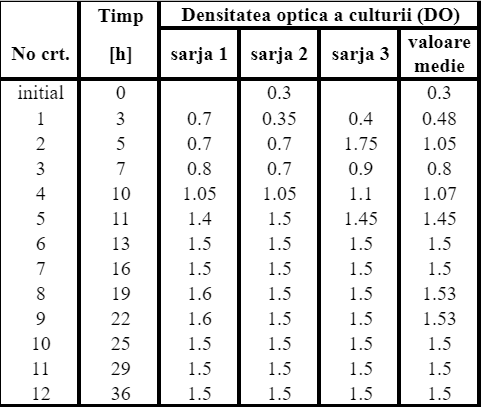 No crt. Timp [h] Densitatea optica a culturii (DO)
sarja 1 sarja 2 sarja 3 valoare medie
initial 0 0.3 0.3
1 3 0.7 0.35 0.4 0.48
2 5 0.7 0.7 1.75 1.05
3 7 0.8 0.7 0.9 0.8
4 10 1.05 1.05 1.1 1.07
5 11 1.4 1.5 1.45 1.45
6 13 1.5 1.5 1.5 1.5
7 16 1.5 1.5 1.5 1.5
8 19 1.6 1.5 1.5 1.53
9 22 1.6 1.5 1.5 1.53
10 25 1.5 1.5 1.5 1.5
11 29 1.5 1.5 1.5 1.5
12 36 1.5 1.5 1.5 1.5